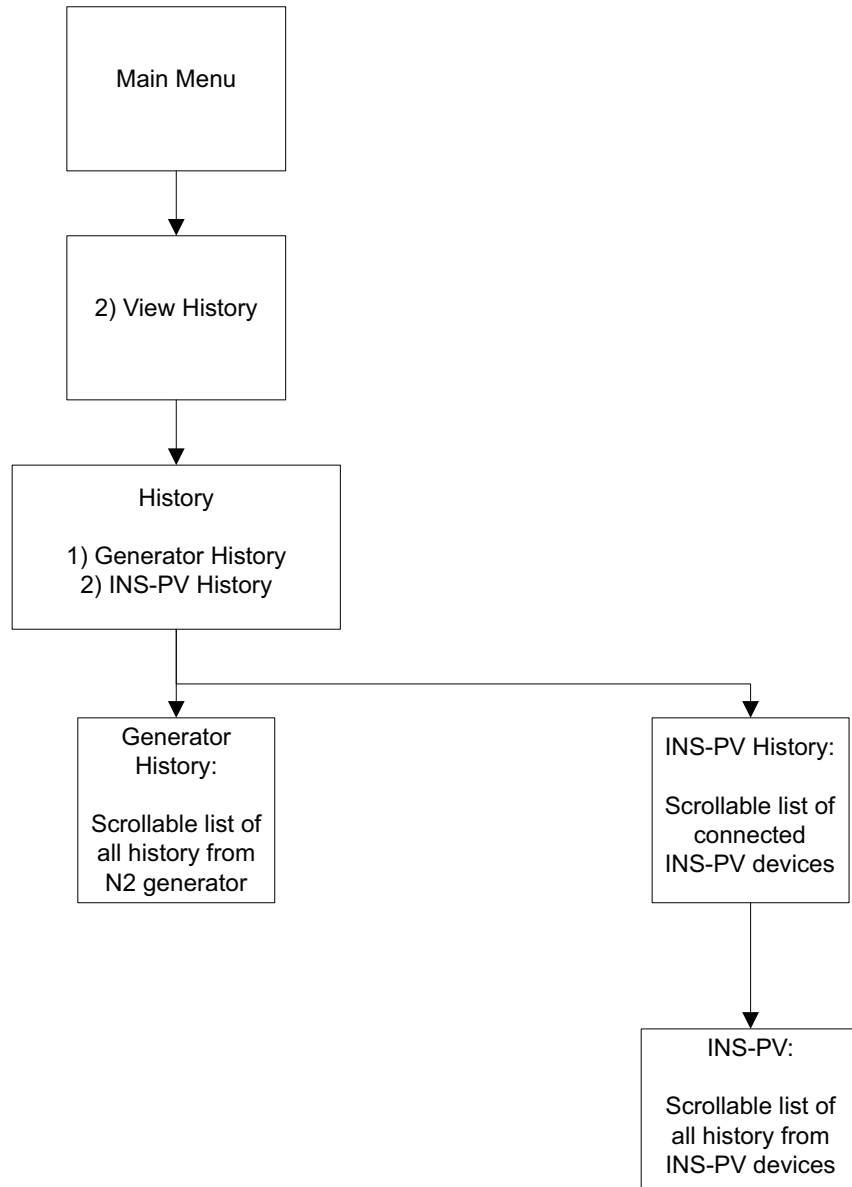 Main Menu
2) View History
History
1) Generator History
2) INS-PV History
Generator
History:
Scrollable list of
all history from
N2 generator
INS-PV History:
Scrollable list of
connected
INS-PV devices
INS-PV:
Scrollable list of
all history from
INS-PV devices